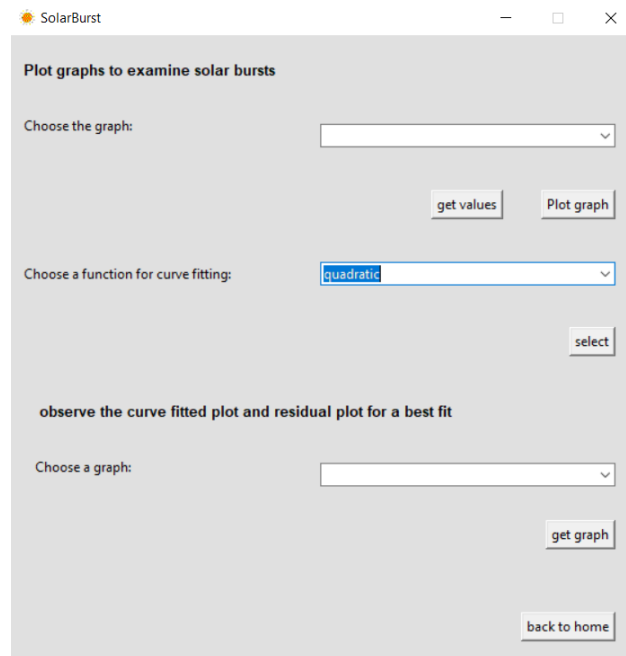 SolarBurst
Plot graphs to examine solar bursts
Choose the graph:
get values Plot graph
Choose a function for curve fitting: quadratic
select
observe the curve fitted plot and residual plot for a best fit
Choose a graph:
get graph
back to home